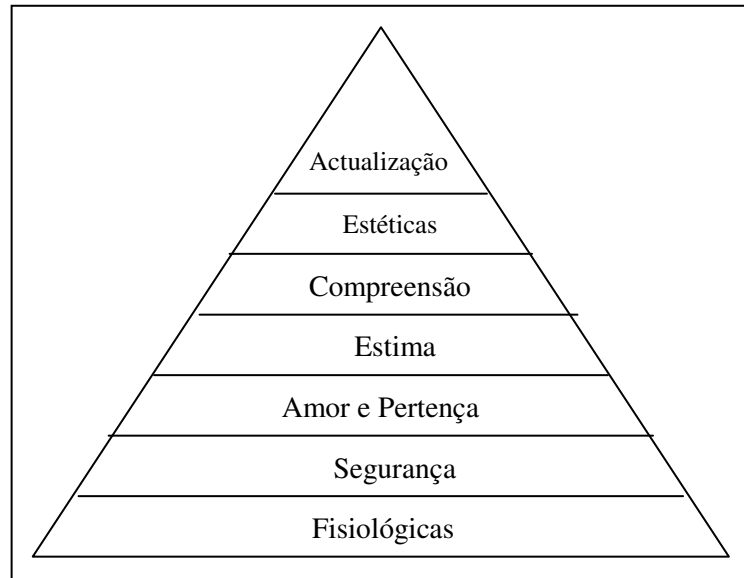 Actualização
Estéticas
Compreensão
Estima
Amor e Pertença
Segurança
Fisiológicas